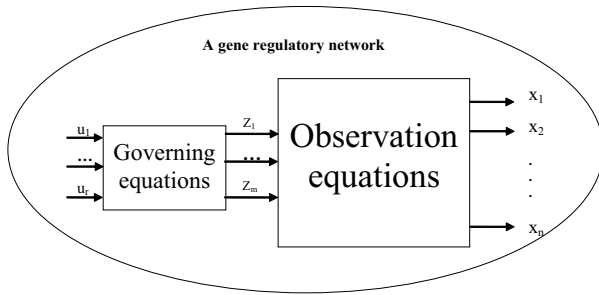 A gene regulatory network
u1
...
ur
Governing
equations
Z1
...
Zm
Observation
equations
x1
x2
.
.
.
xn